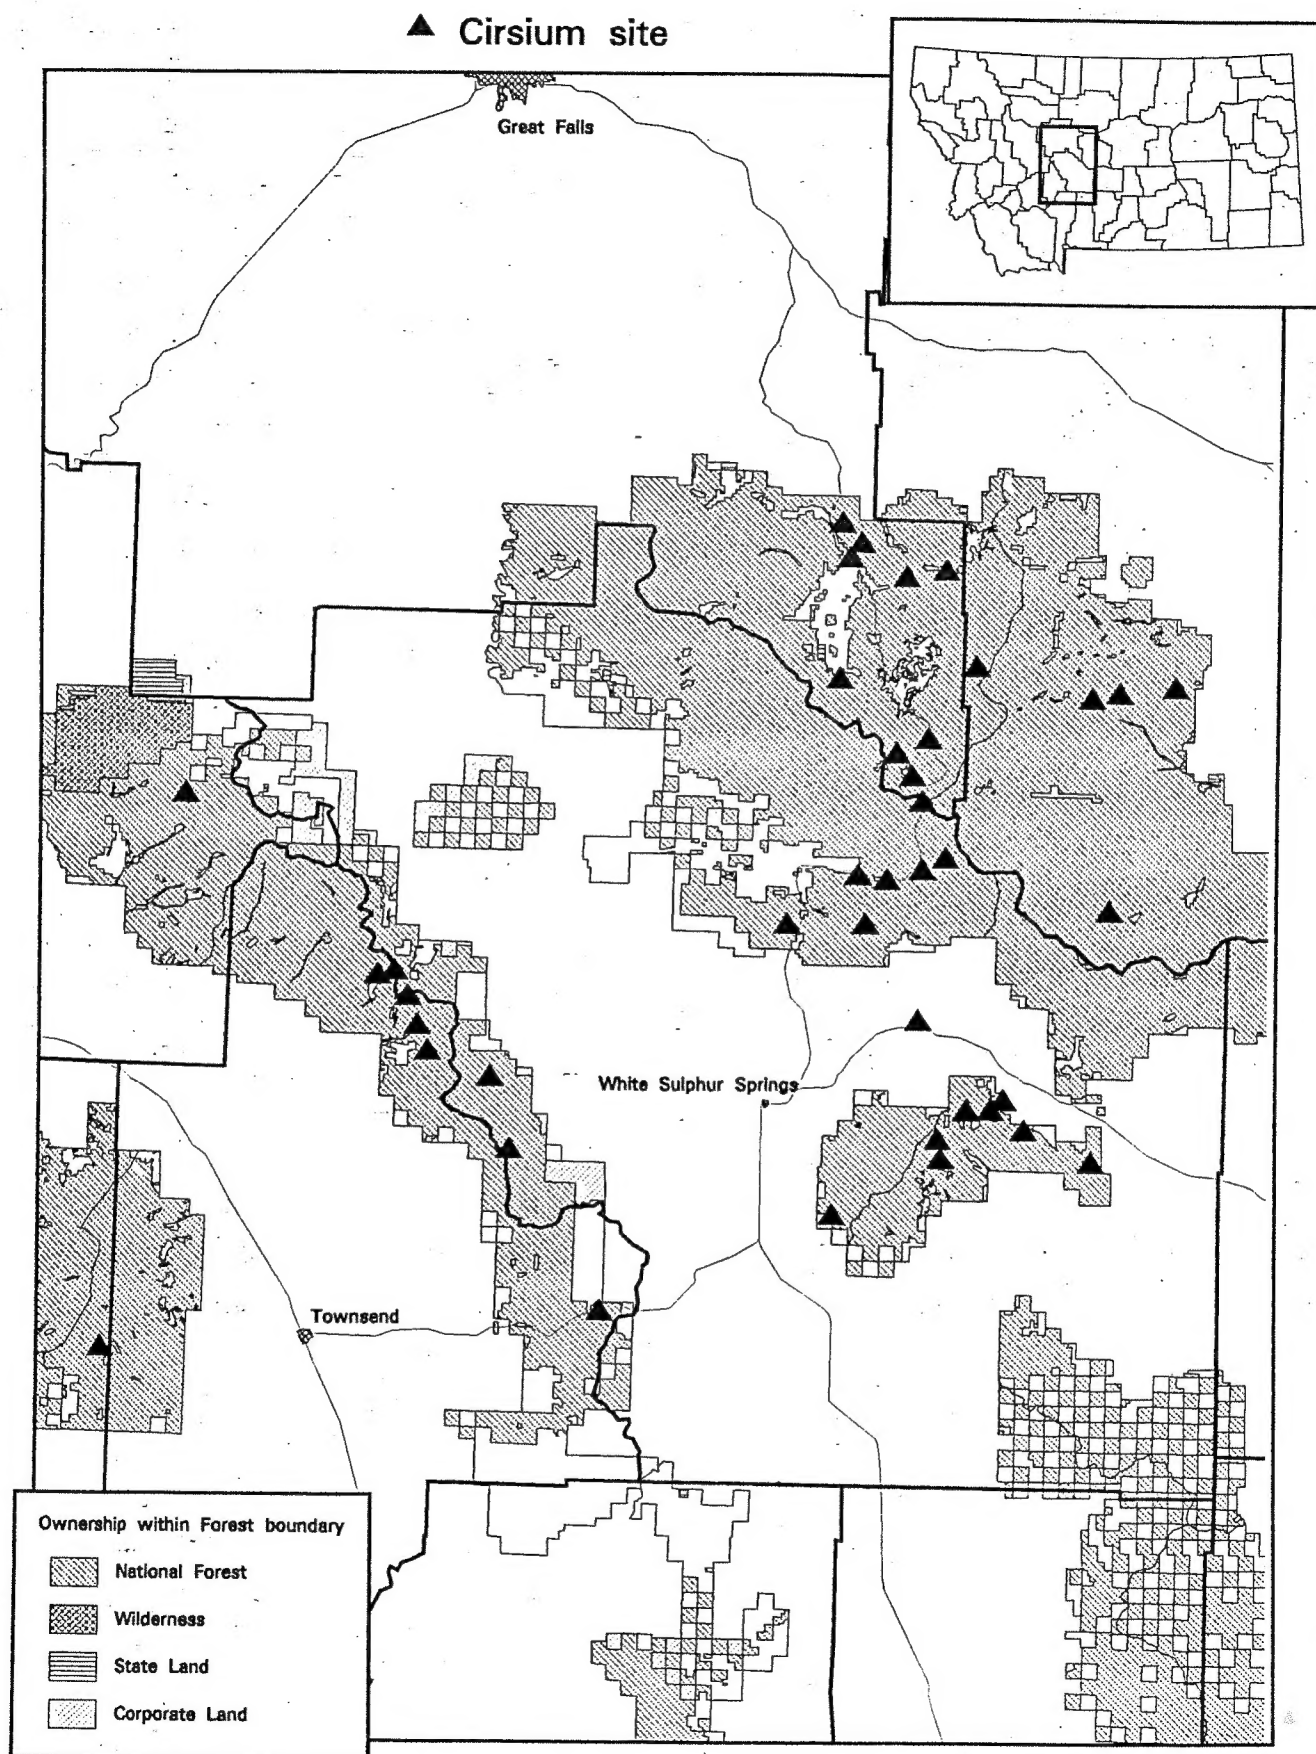 ▲ Cirsium site
Great Falls
White Sulphur Springs
Townsend
Ownership within Forest boundary
National Forest
Wilderness
State Land
Corporate Land